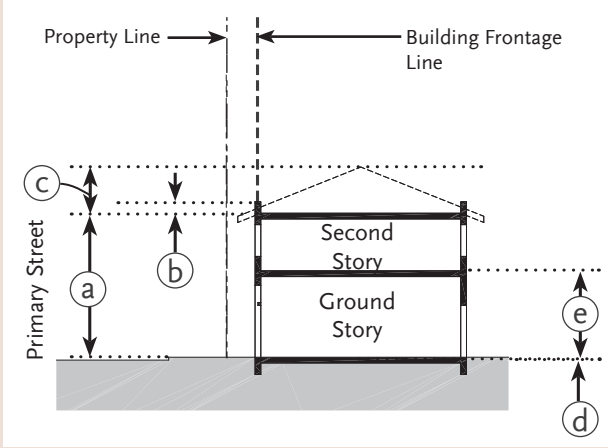 Property Line
Building Frontage
Line
c
b
a
Primary Street
Second
Story
Ground
Story
e
d